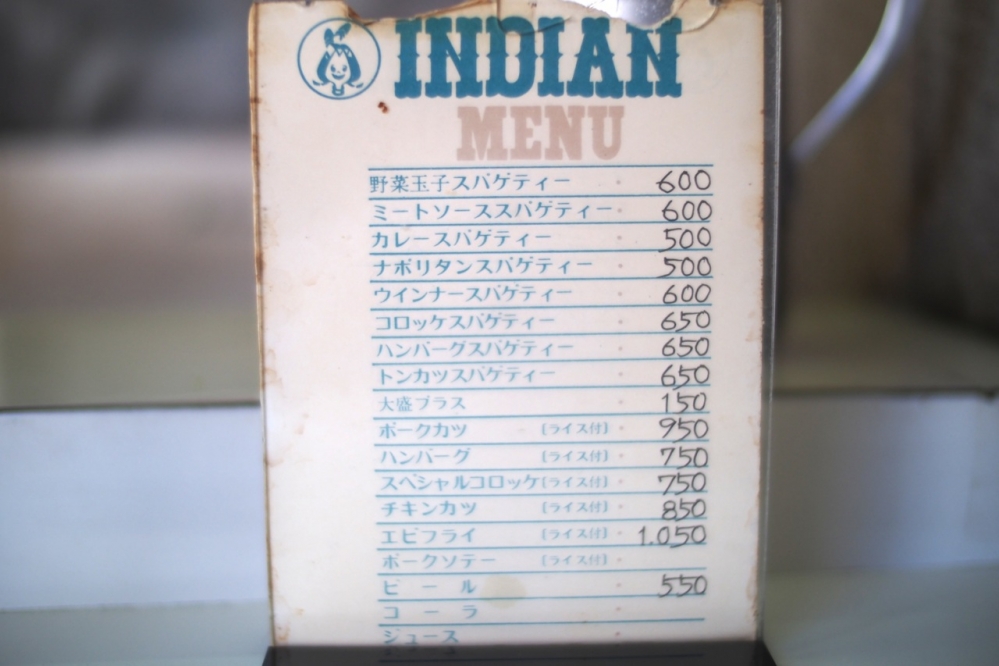 INDIAN
MENU
野菜玉子スパゲティー ・ 600
ミートソーススパゲティー ・ 600
カレースパゲティー ・ 500
ナポリタンスパゲティー ・ 500
ウインナースパゲティー ・ 600
コロッケスパゲティー ・ 650
ハンバーグスパゲティー ・ 650
トンカツスパゲティー ・ 650
大盛プラス ・ 150
ポークカツ 〔ライス付〕・ 950
ハンバーグ 〔ライス付〕・ 750
スペシャルコロッケ〔ライス付〕・ 750
チキンカツ 〔ライス付〕・ 850
エビフライ 〔ライス付〕・ 1.050
ポークソテー 〔ライス付〕・
ビール ・ 550
コーラ ・
ジュース ・